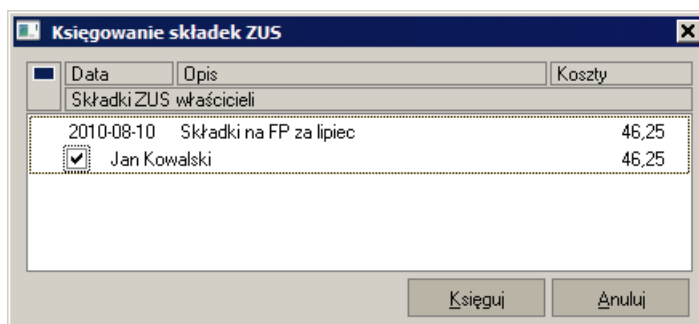 Księgowanie składek ZUS
Data Opis Koszty
Składki ZUS właścicieli
2010-08-10 Składki na FP za lipiec 46,25
Jan Kowalski 46,25
Księguj Anuluj